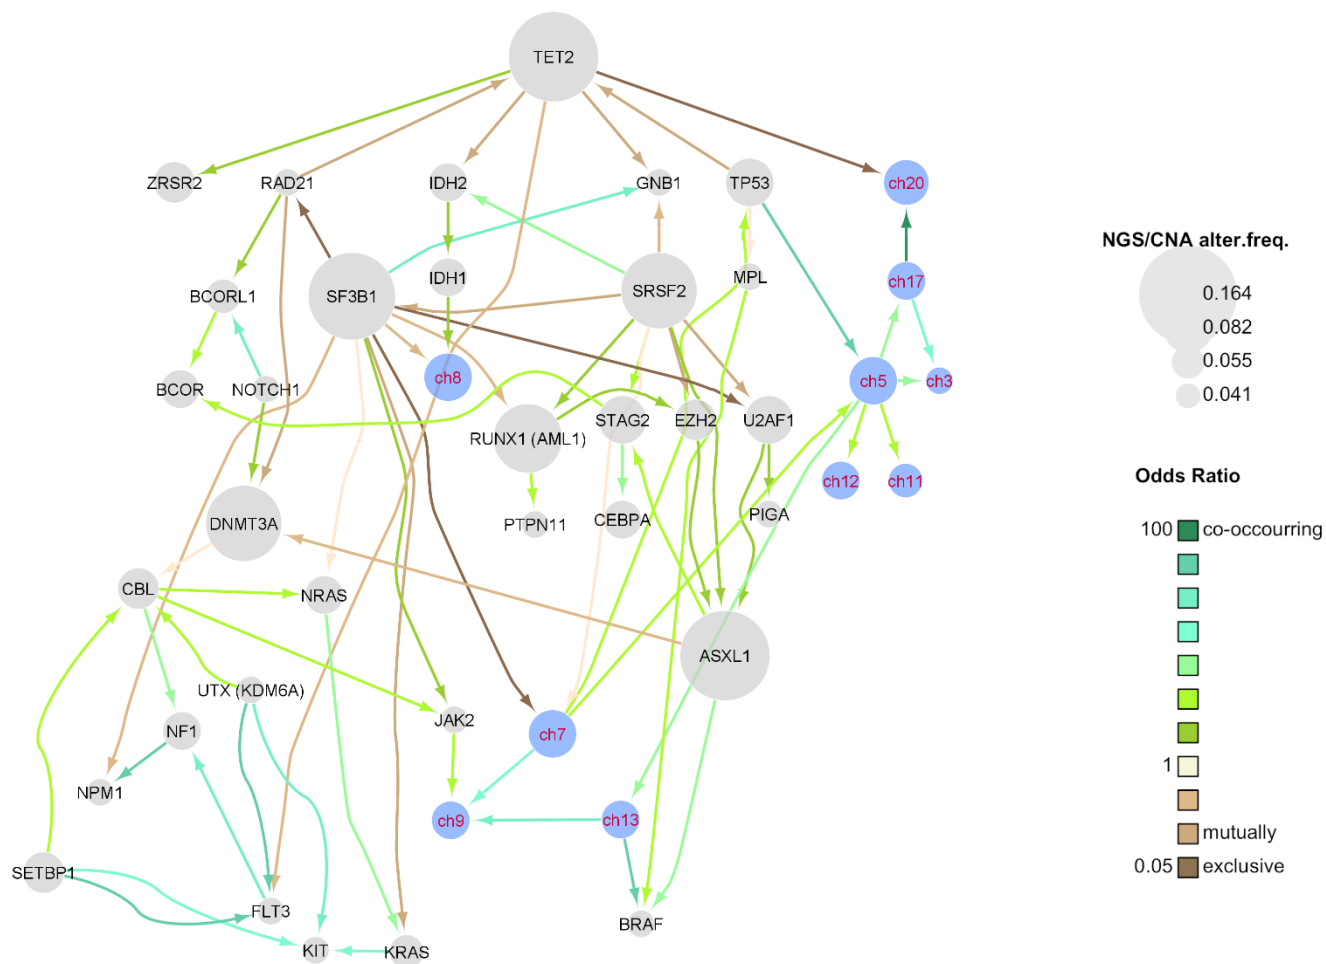 TET2
ZRSR2
RAD21
IDH2
GNB1
TP53
ch20
NGS/CNA alter.freq.
0.164
0.082
0.055
0.041
BCORL1
SF3B1
IDH1
SRSF2
MPL
ch17
BCOR
NOTCH1
ch8
ch5
ch3
RUNX1 (AML1)
STAG2
EZH2
U2AF1
ch12
ch11
Odds Ratio
100 co-occourring
1
mutually
0.05 exclusive
DNMT3A
PTPN11
CEBPA
PIGA
CBL
NRAS
ASXL1
UTX (KDM6A)
NF1
JAK2
ch7
NPM1
ch9
ch13
SETBP1
FLT3
KIT
KRAS
BRAF